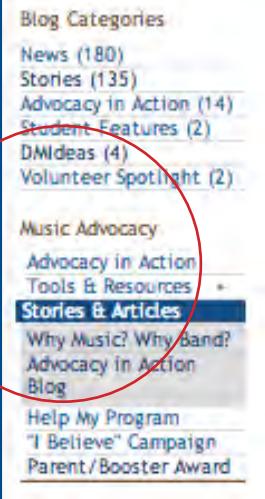 Blog Categories
News (180)
Stories (135)
Advocacy in Action (14)
Student Features (2)
DMIdeas (4)
Volunteer Spotlight (2)
Music Advocacy
Advocacy in Action
Tools & Resources
Stories & Articles
Why Music? Why Band?
Advocacy in Action
Blog
Help My Program
"I Believe" Campaign
Parent/Booster Award